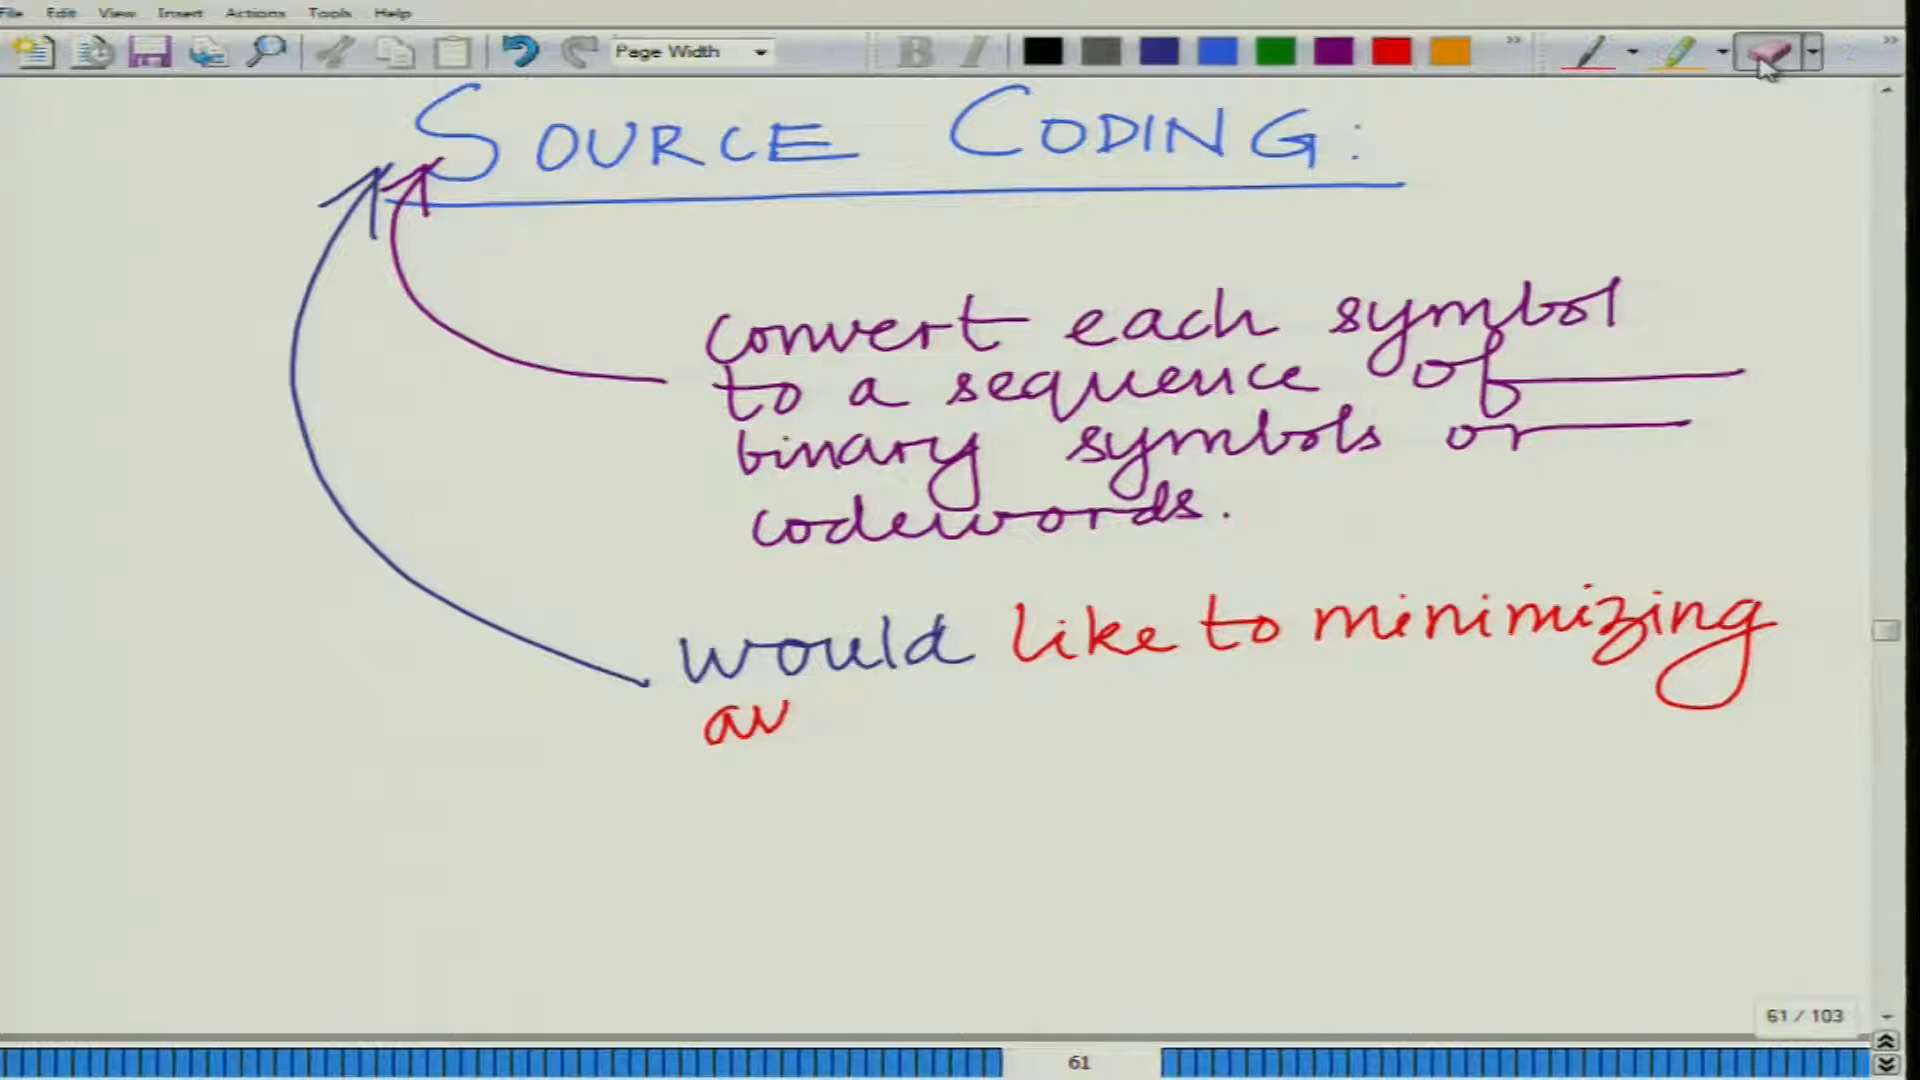 File Edit View Insert Actions Tools Help
Page Width
B I
SOURCE CODING:
convert each symbol
to a sequence of
binary symbols or
codewords.
would like to minimizing
av
61 / 103
61